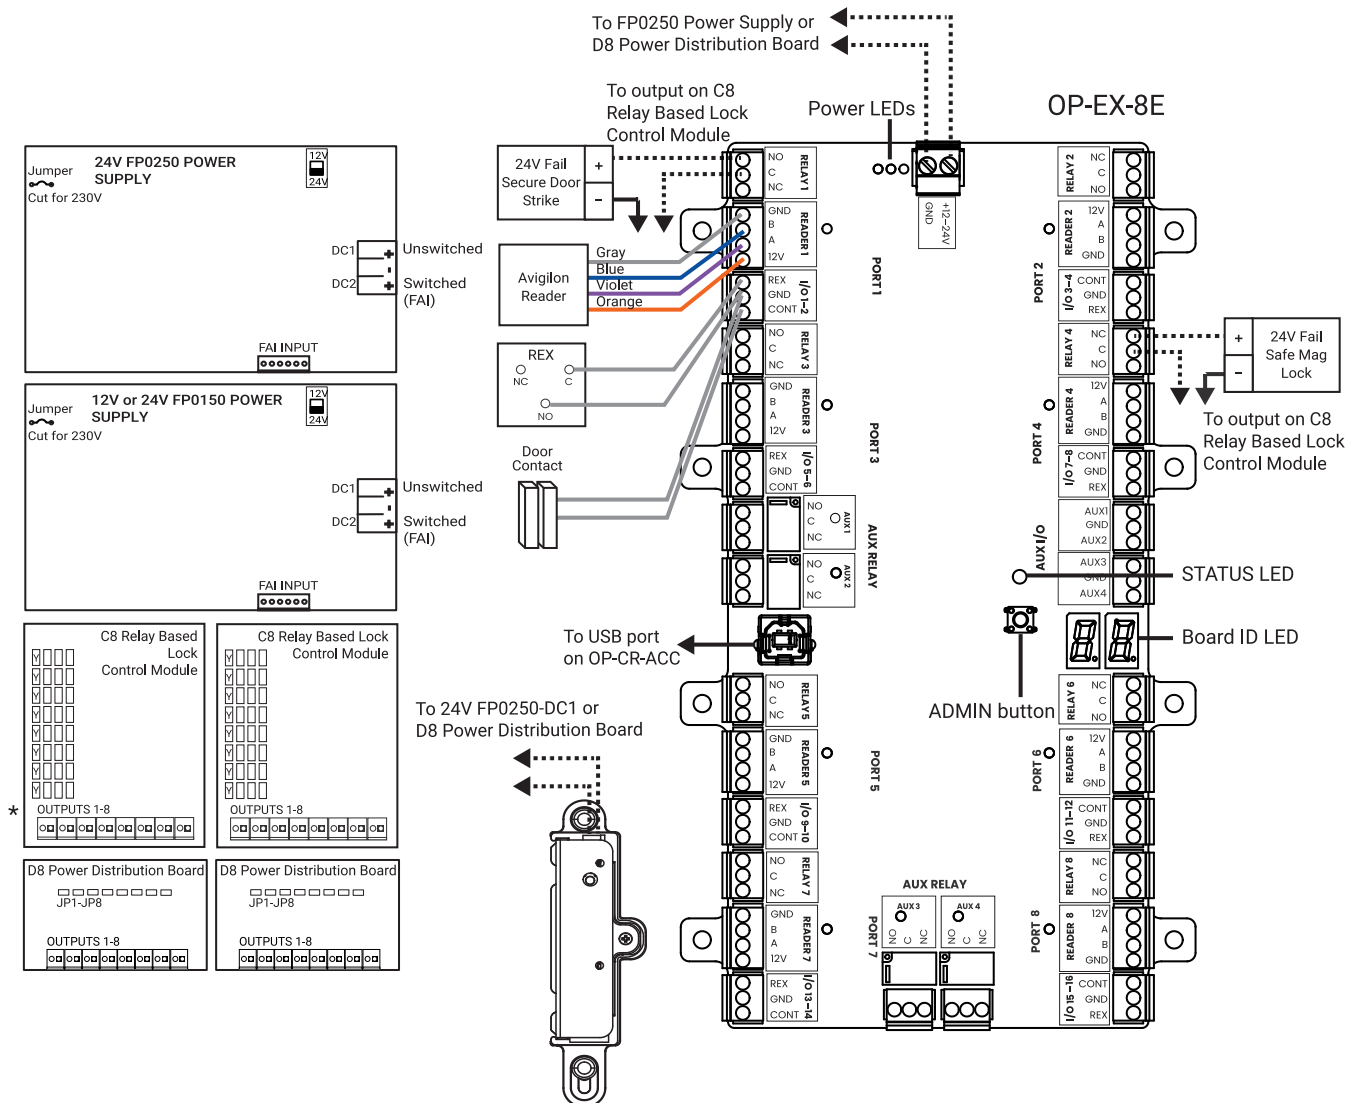 To FP0250 Power Supply or
D8 Power Distribution Board
To output on C8
Relay Based Lock
Control Module
Power LEDs
OP-EX-8E
24V FP0250 POWER
SUPPLY
Jumper
Cut for 230V
12V
24V
DC1
+
-
+
DC2
Unswitched
Switched
(FAI)
FAI INPUT
12V or 24V FP0150 POWER
SUPPLY
Jumper
Cut for 230V
12V
24V
DC1
+
-
+
DC2
Unswitched
Switched
(FAI)
FAI INPUT
C8 Relay Based
Lock
Control Module
Y
Y
Y
Y
Y
Y
Y
Y
*
OUTPUTS 1-8
C8 Relay Based Lock
Control Module
Y
Y
Y
Y
Y
Y
Y
Y
OUTPUTS 1-8
D8 Power Distribution Board
JP1-JP8
OUTPUTS 1-8
D8 Power Distribution Board
JP1-JP8
OUTPUTS 1-8
24V Fail
Secure Door
Strike
+
−
Avigilon
Reader
Gray
Blue
Violet
Orange
REX
NC
C
NO
Door
Contact
To USB port
on OP-CR-ACC
To 24V FP0250-DC1 or
D8 Power Distribution Board
+12–24V
GND
NO
C
NC
RELAY 1
GND
B
A
12V
READER 1
REX
GND
CONT
I/O 1–2
PORT 1
NO
C
NC
RELAY 3
GND
B
A
12V
READER 3
REX
GND
CONT
I/O 5–6
PORT 3
NO
C
NC
AUX 1
NO
C
NC
AUX 2
AUX RELAY
NO
C
NC
RELAY 5
GND
B
A
12V
READER 5
REX
GND
CONT
I/O 9–10
PORT 5
NO
C
NC
RELAY 7
GND
B
A
12V
READER 7
REX
GND
CONT
I/O 13–14
PORT 7
AUX RELAY
AUX 3
NO
C
NC
AUX 4
NO
C
NC
RELAY 2
NC
C
NO
READER 2
12V
A
B
GND
PORT 2
I/O 3–4
CONT
GND
REX
RELAY 4
NC
C
NO
READER 4
12V
A
B
GND
PORT 4
I/O 7–8
CONT
GND
REX
AUX I/O
AUX1
GND
AUX2
AUX3
GND
AUX4
STATUS LED
Board ID LED
ADMIN button
RELAY 6
NC
C
NO
READER 6
12V
A
B
GND
PORT 6
I/O 11–12
CONT
GND
REX
RELAY 8
NC
C
NO
READER 8
12V
A
B
GND
PORT 8
I/O 15–16
CONT
GND
REX
+
−
24V Fail
Safe Mag
Lock
To output on C8
Relay Based Lock
Control Module